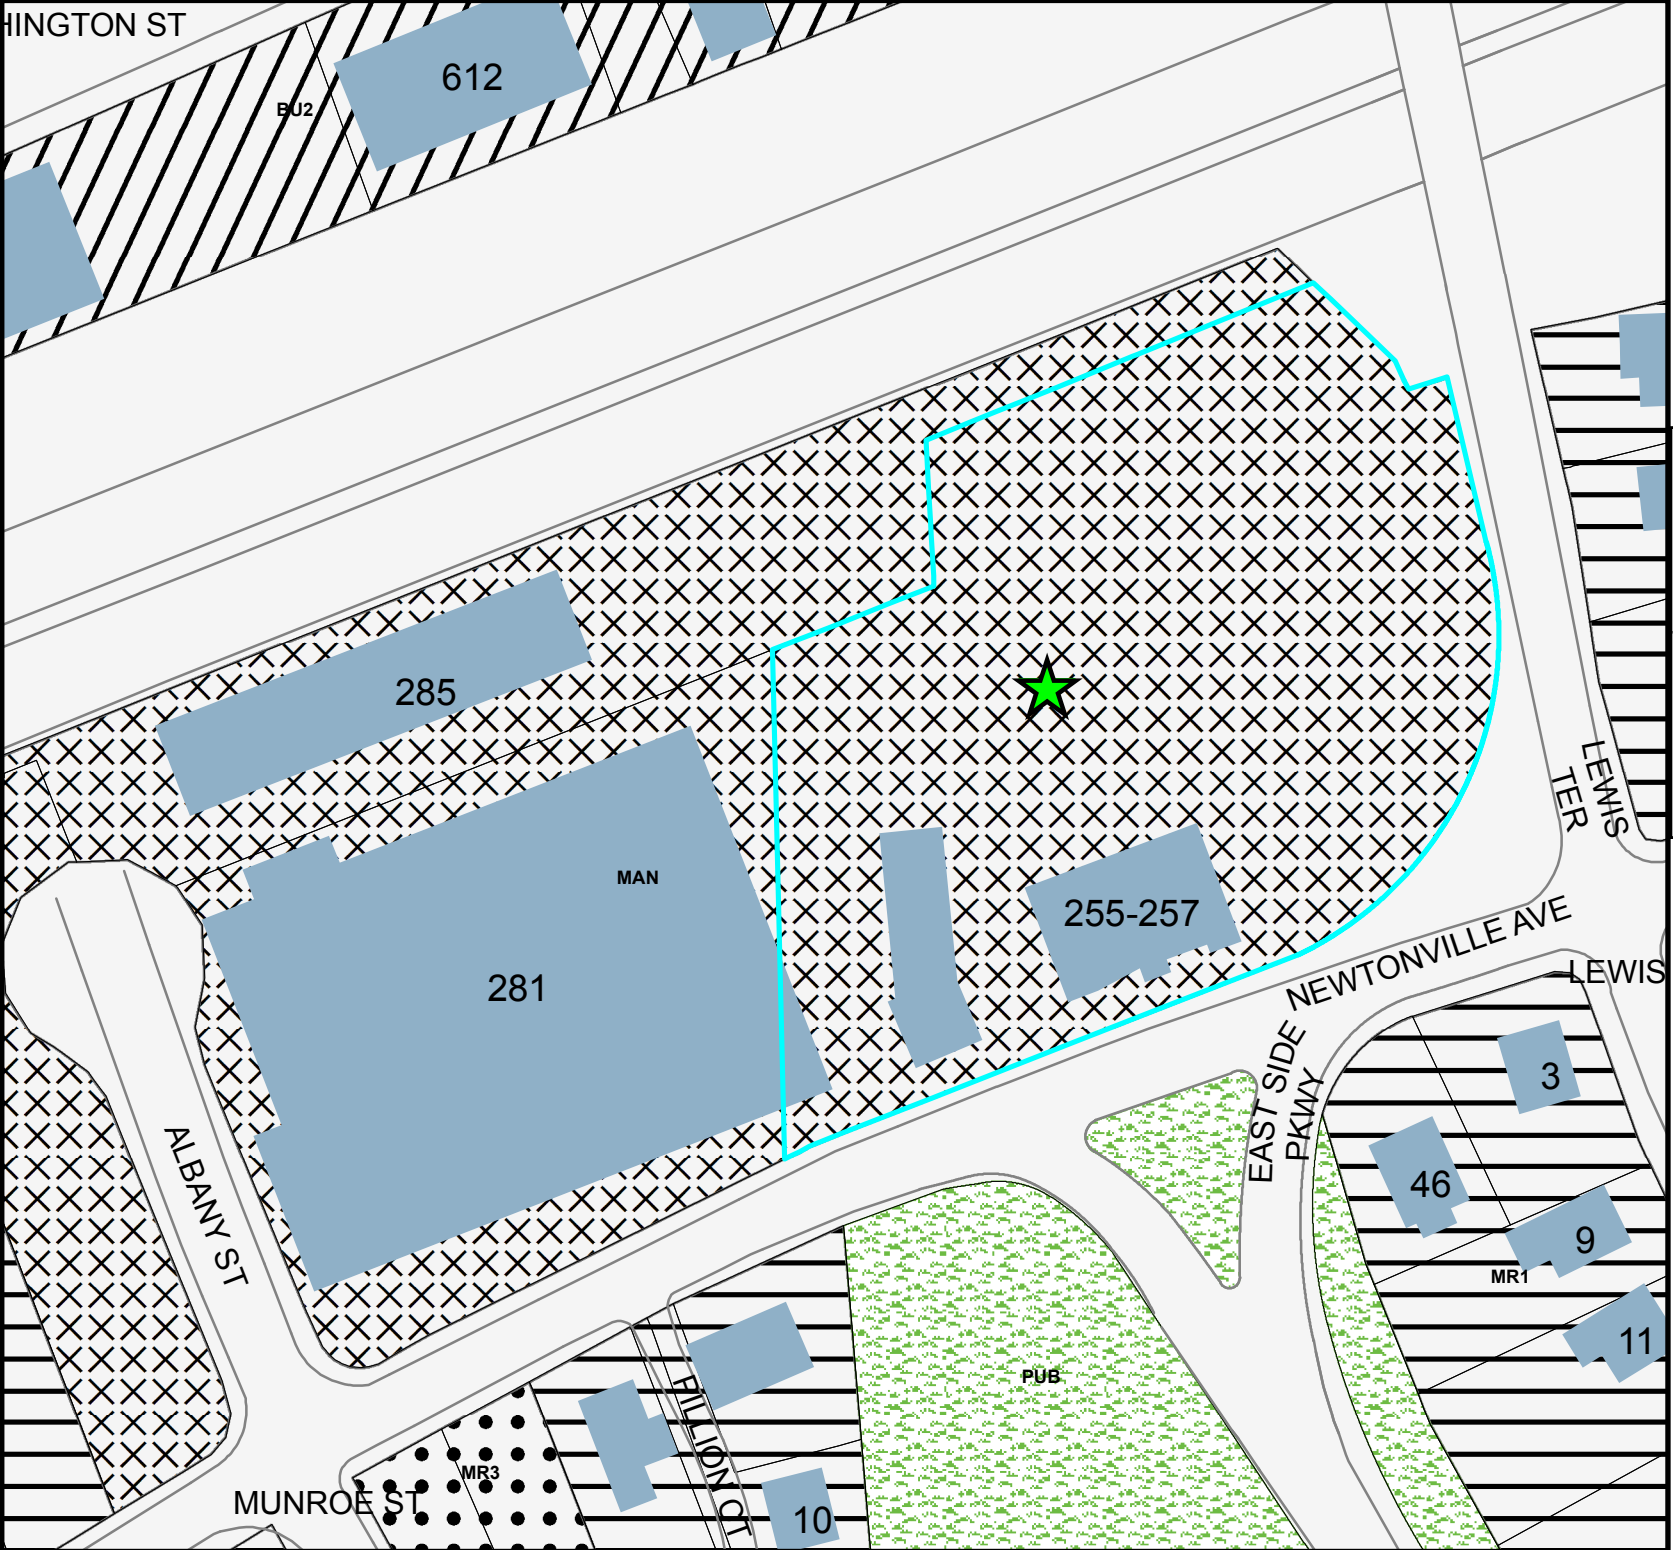 HINGTON ST
612
BU2
285
MAN
281
255-257
LEWIS
TER
NEWTONVILLE AVE
LEWIS
EAST SIDE
PKWY
3
46
9
MR1
11
ALBANY ST
PUB
PILLION CT
MR3
MUNROE ST
10